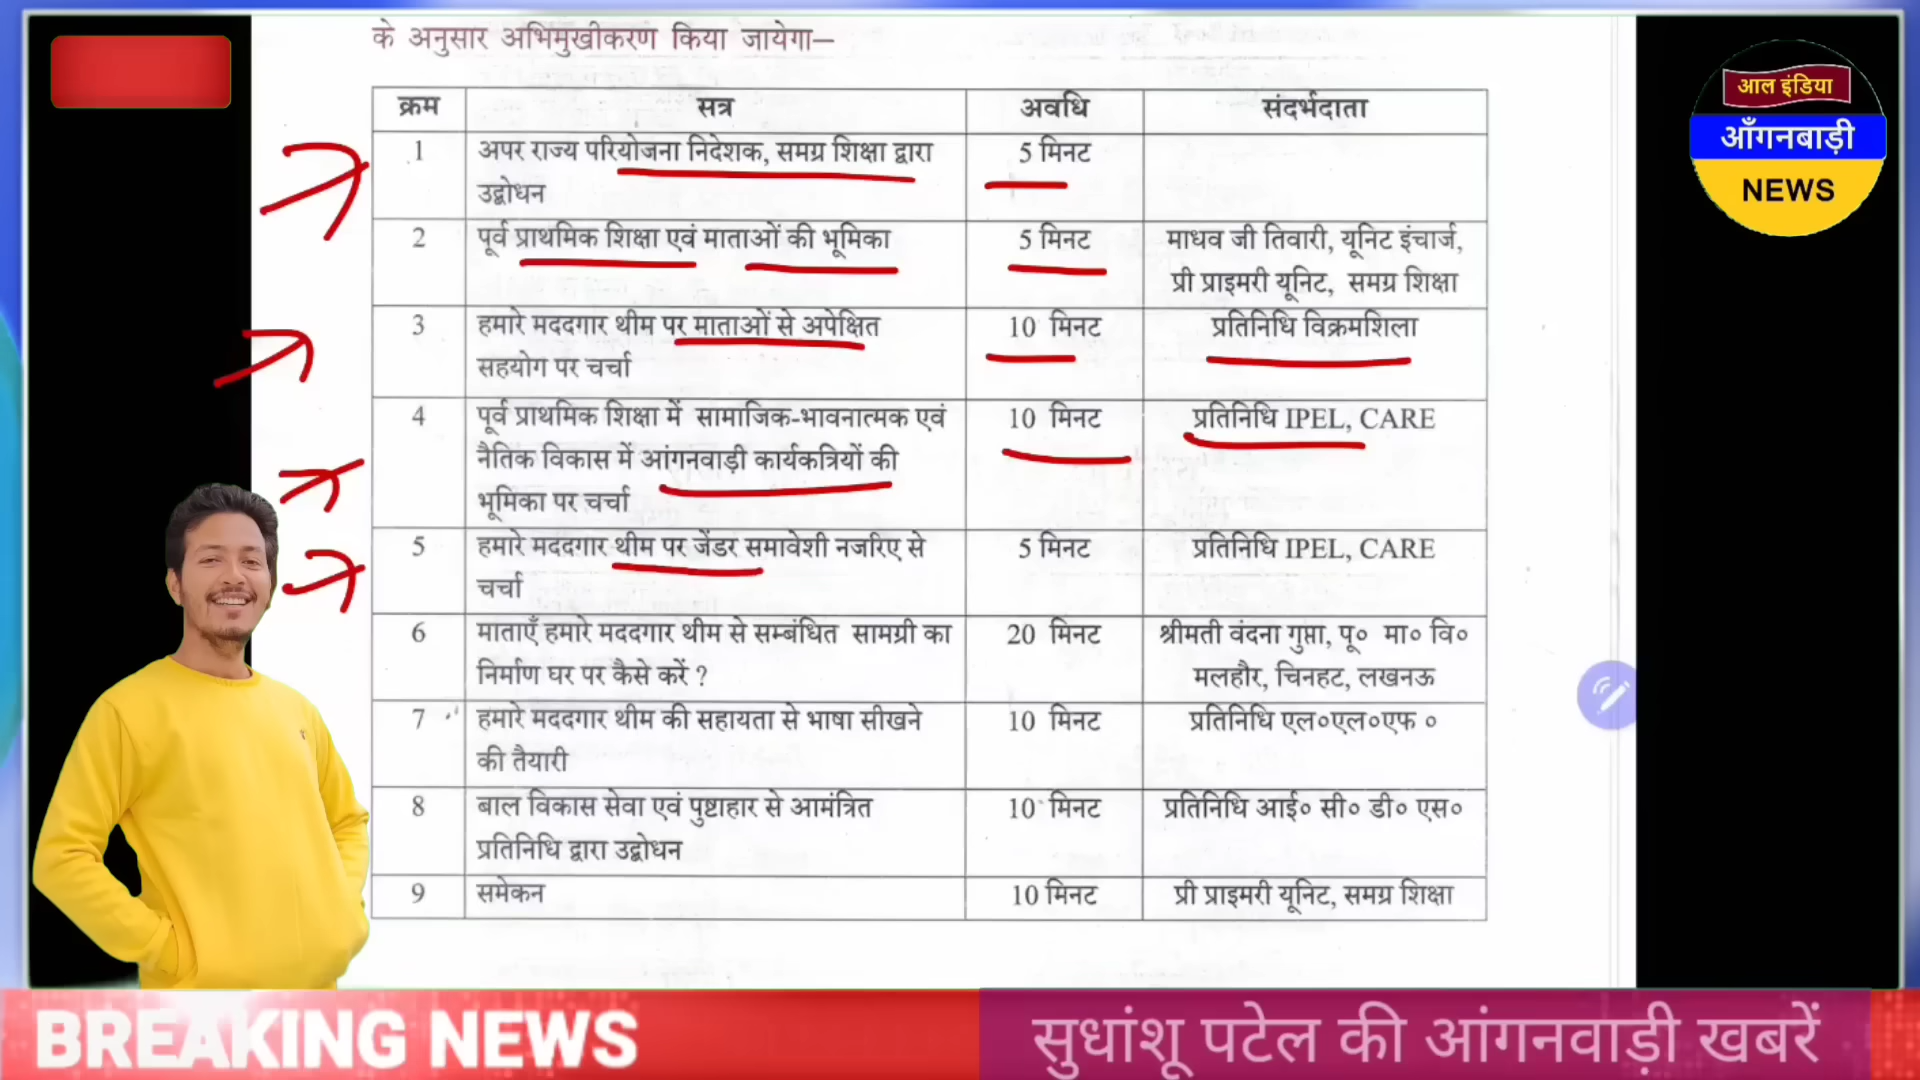 के अनुसार अभिमुखीकरण किया जायेगा—
आल इंडिया
आँगनबाड़ी
NEWS
क्रम सत्र अवधि संदर्भदाता
1 अपर राज्य परियोजना निदेशक, समग्र शिक्षा द्वारा 5 मिनट
उद्बोधन
2 पूर्व प्राथमिक शिक्षा एवं माताओं की भूमिका 5 मिनट माधव जी तिवारी, यूनिट इंचार्ज,
प्री प्राइमरी यूनिट, समग्र शिक्षा
3 हमारे मददगार थीम पर माताओं से अपेक्षित 10 मिनट प्रतिनिधि विक्रमशिला
सहयोग पर चर्चा
4 पूर्व प्राथमिक शिक्षा में सामाजिक-भावनात्मक एवं 10 मिनट प्रतिनिधि IPEL, CARE
नैतिक विकास में आंगनवाड़ी कार्यकत्रियों की
भूमिका पर चर्चा
5 हमारे मददगार थीम पर जेंडर समावेशी नजरिए से 5 मिनट प्रतिनिधि IPEL, CARE
चर्चा
6 माताएँ हमारे मददगार थीम से सम्बंधित सामग्री का 20 मिनट श्रीमती वंदना गुप्ता, पू० मा० वि०
निर्माण घर पर कैसे करें ? मलहौर, चिनहट, लखनऊ
7 हमारे मददगार थीम की सहायता से भाषा सीखने 10 मिनट प्रतिनिधि एल०एल०एफ ०
की तैयारी
8 बाल विकास सेवा एवं पुष्टाहार से आमंत्रित 10 मिनट प्रतिनिधि आई० सी० डी० एस०
प्रतिनिधि द्वारा उद्बोधन
9 समेकन 10 मिनट प्री प्राइमरी यूनिट, समग्र शिक्षा
BREAKING NEWS
सुधांशू पटेल की आंगनवाड़ी खबरें